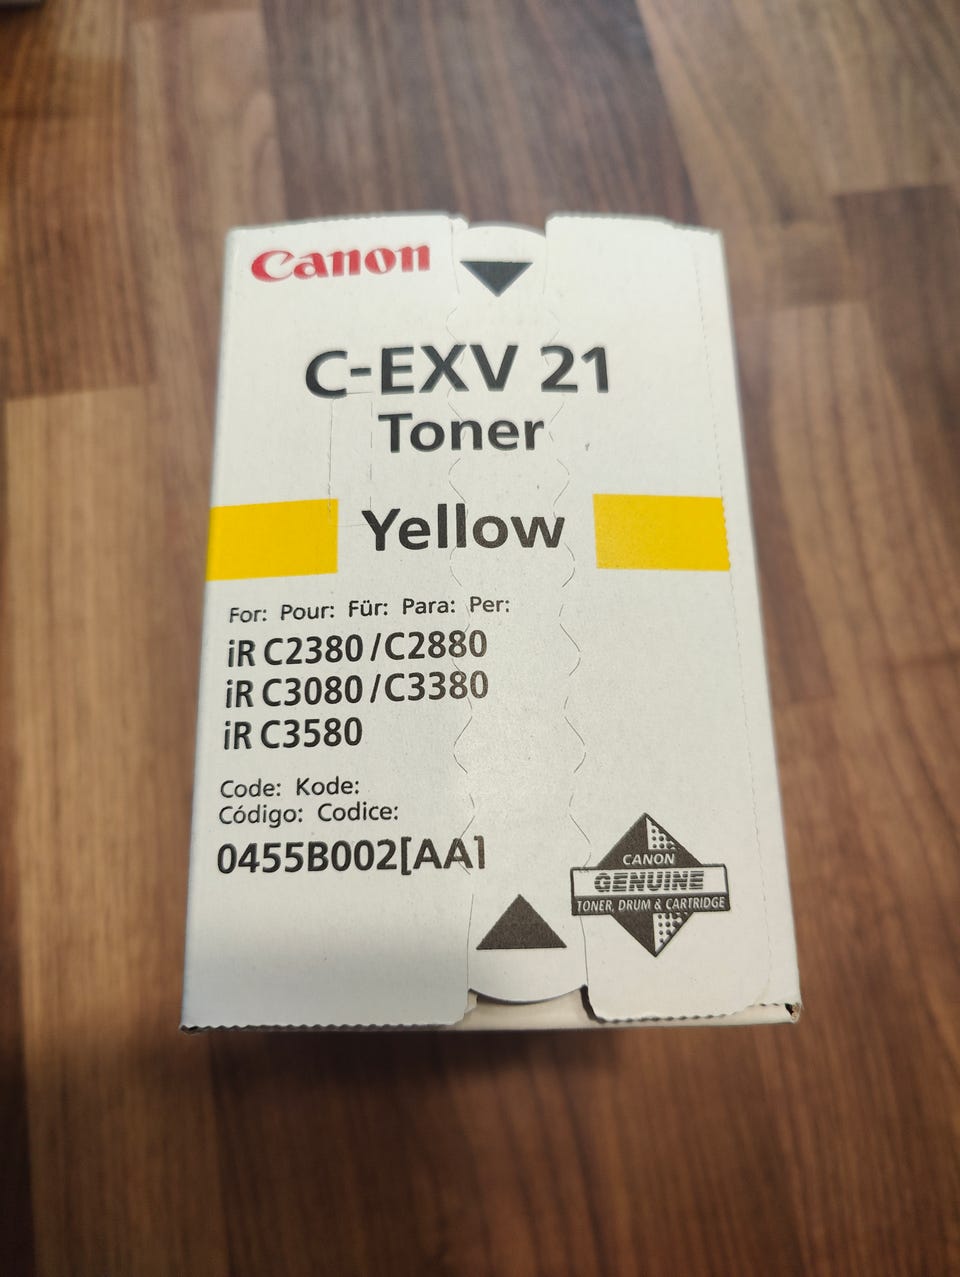 Canon
C-EXV 21
Toner
Yellow
For: Pour: Für: Para: Per:
iR C2380/C2880
iR C3080/C3380
iR C3580
Code: Kode:
Código: Codice:
0455B002[AA]
CANON
GENUINE
TONER, DRUM & CARTRIDGE